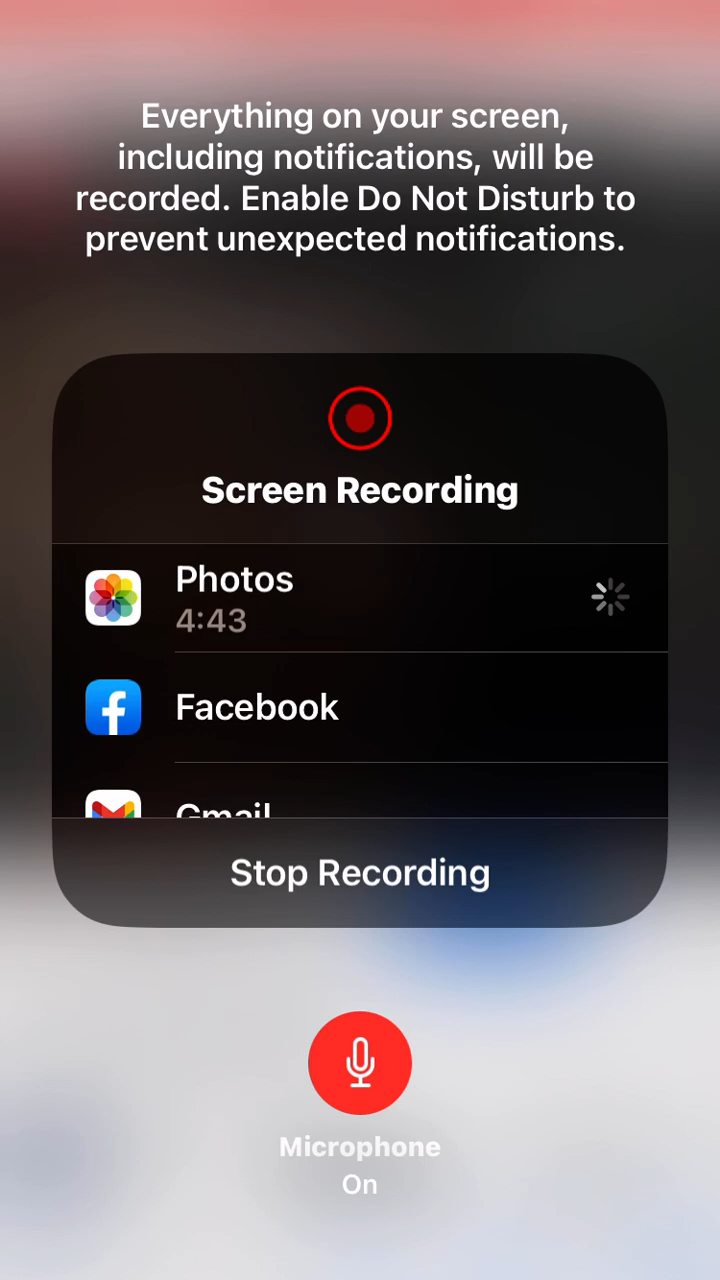 Everything on your screen,
including notifications, will be
recorded. Enable Do Not Disturb to
prevent unexpected notifications.
Screen Recording
Photos
4:43
Facebook
Gmail
Stop Recording
Microphone
On